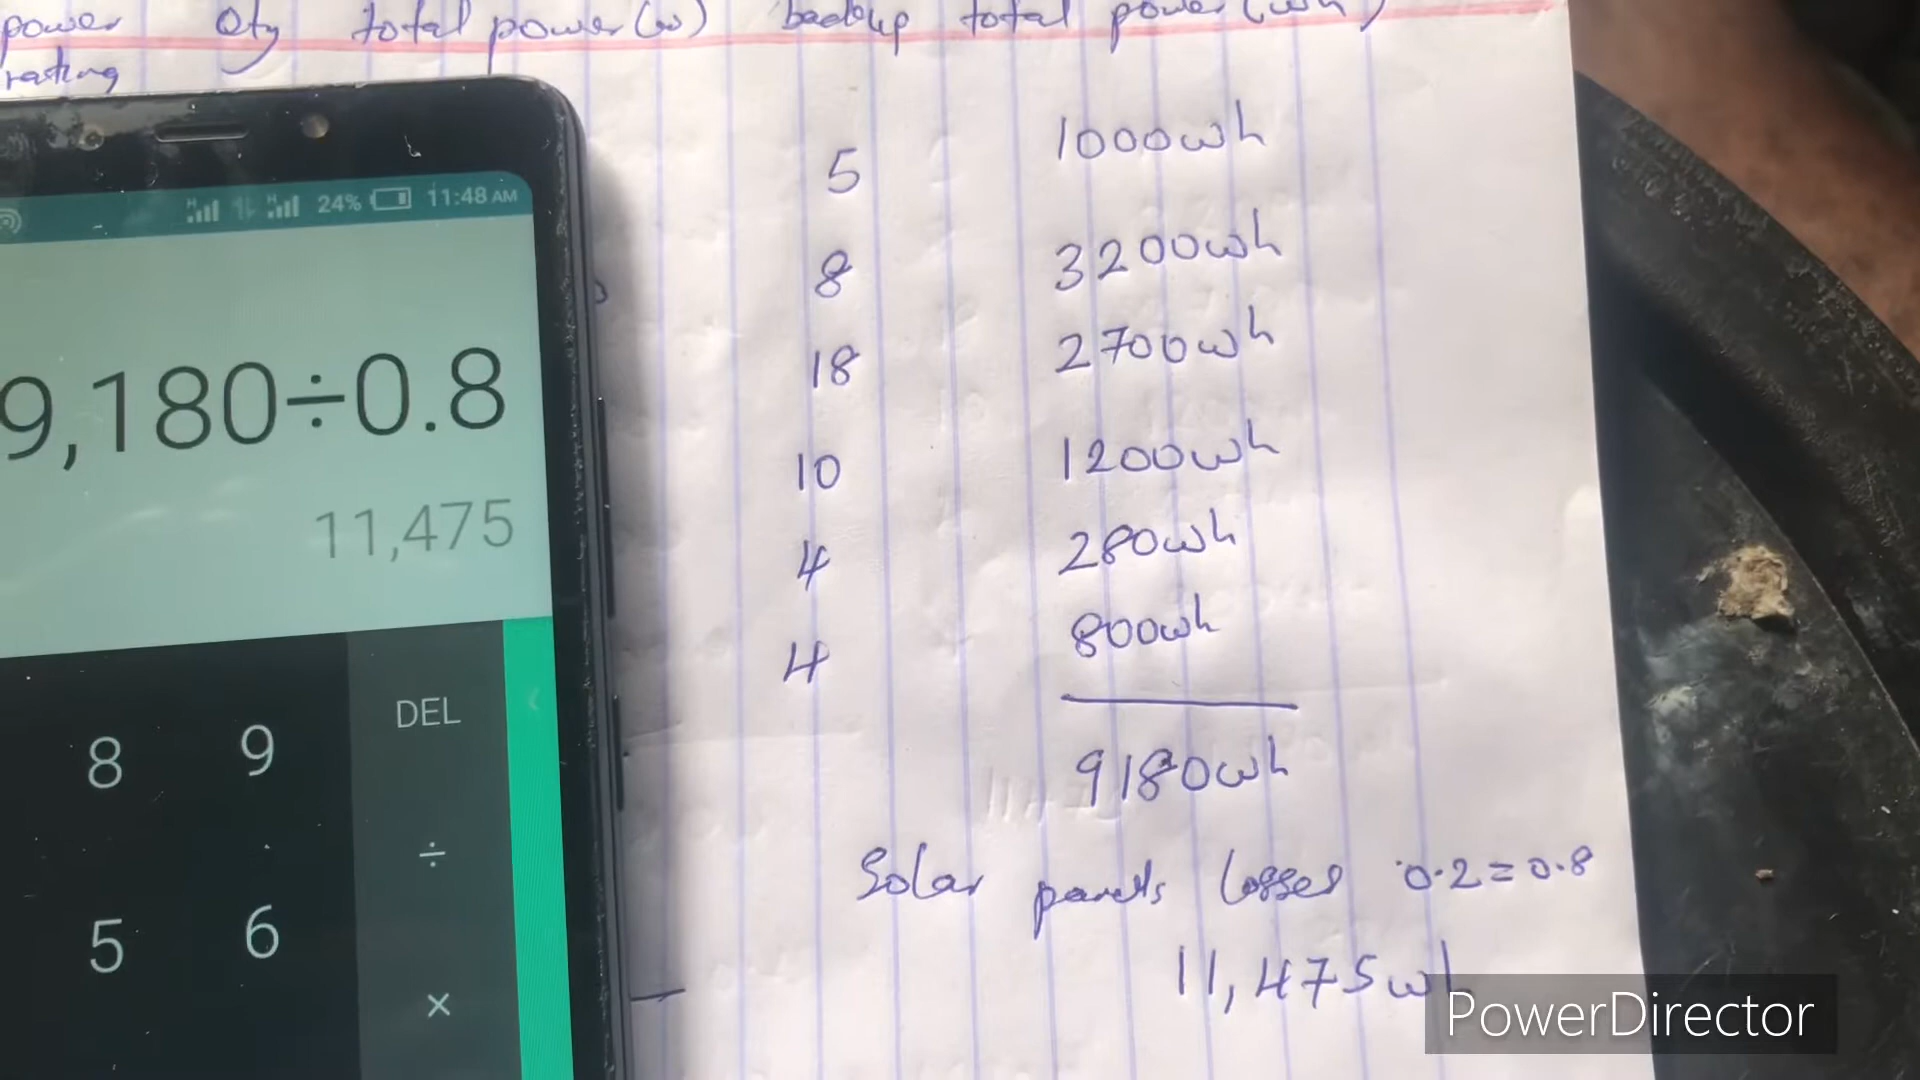 power Qty total power(w) backup total power(wh)
rating
5 1000wh
8 3200wh
18 2700wh
10 1200wh
4 280wh
4 800wh
9180wh
Solar panels losses 0.2=0.8
11,475wh
H H 24% 11:48 AM
9,180÷0.8
11,475
8 9 DEL
÷
5 6
×
PowerDirector